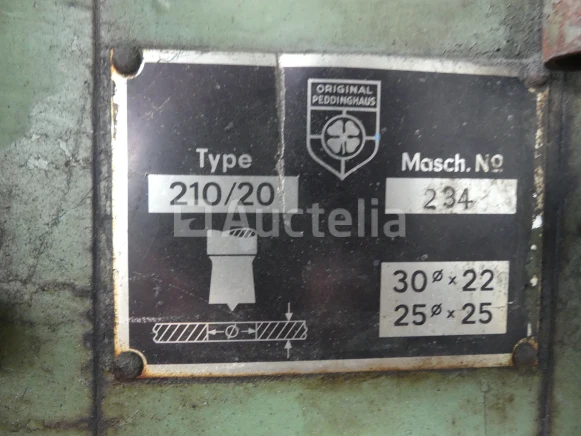 ORIGINAL
PEDDINGHAUS
Type
210/20
Masch. Nº
234
Auctelia
Ø
30 ø x 22
25 ø x 25